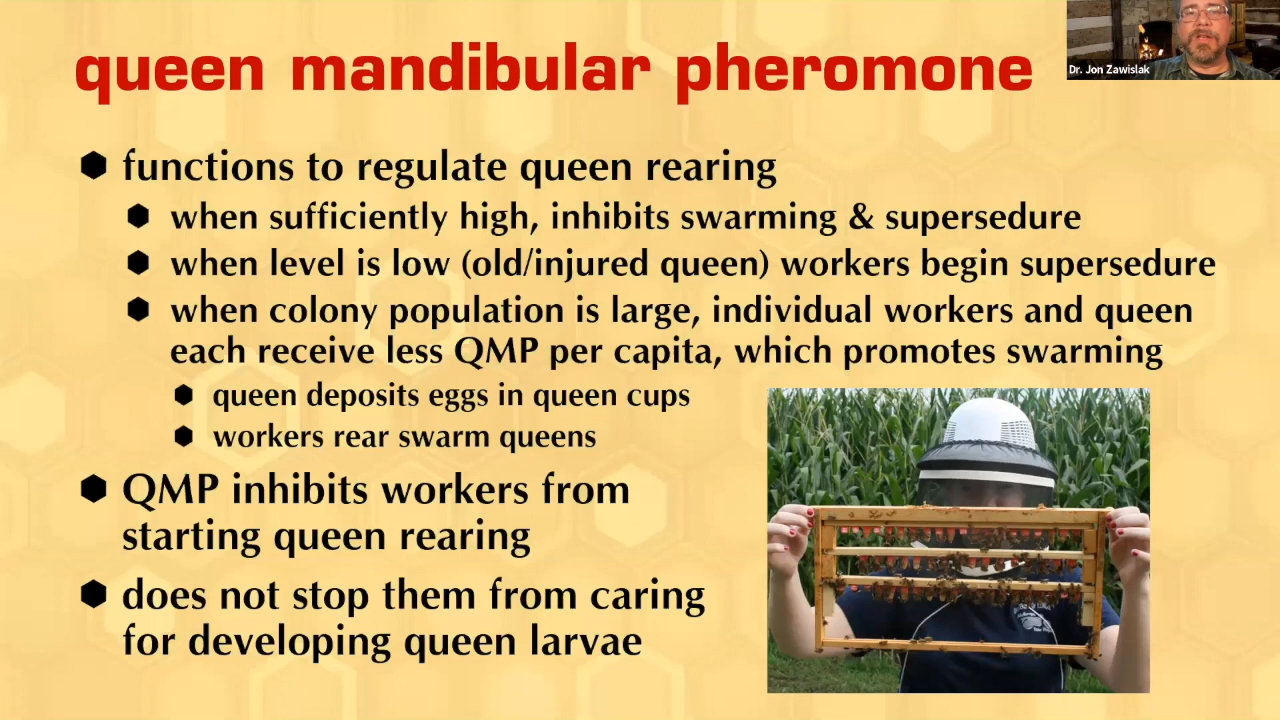 queen mandibular pheromone
Dr. Jon Zawislak
functions to regulate queen rearing
when sufficiently high, inhibits swarming & supersedure
when level is low (old/injured queen) workers begin supersedure
when colony population is large, individual workers and queen
each receive less QMP per capita, which promotes swarming
queen deposits eggs in queen cups
workers rear swarm queens
QMP inhibits workers from
starting queen rearing
does not stop them from caring
for developing queen larvae